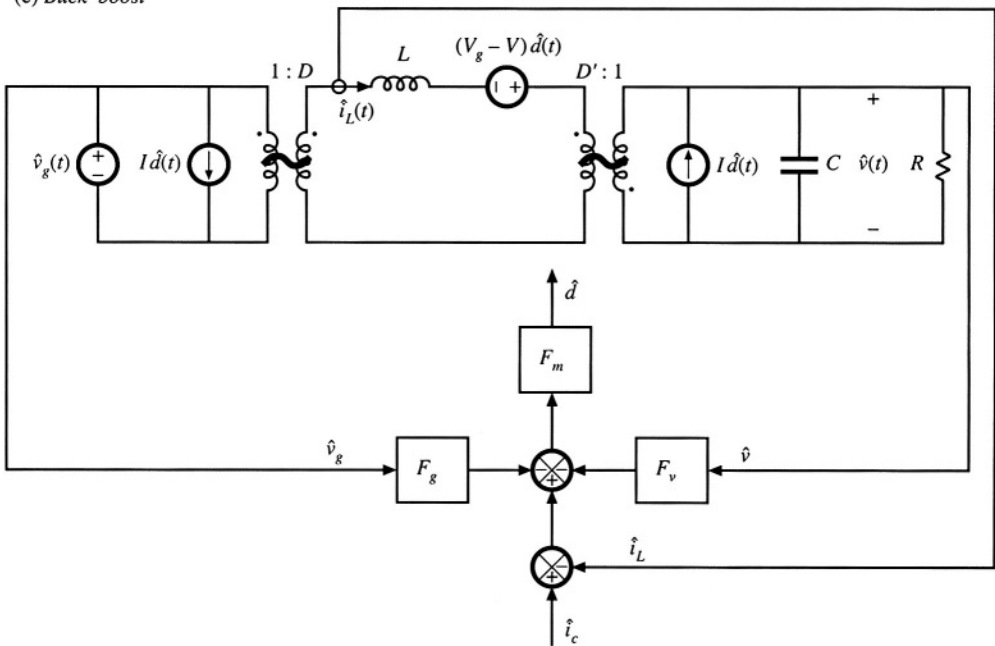 (c) Buck–boost
1 : D
L
(V_g – V) d̂(t)
D′ : 1
î_L(t)
+
–
v̂_g(t)
+
–
I d̂(t)
I d̂(t)
C
v̂(t)
R
+
–
d̂
F_m
v̂_g
F_g
–
–
+
F_v
v̂
+
–
î_L
î_c